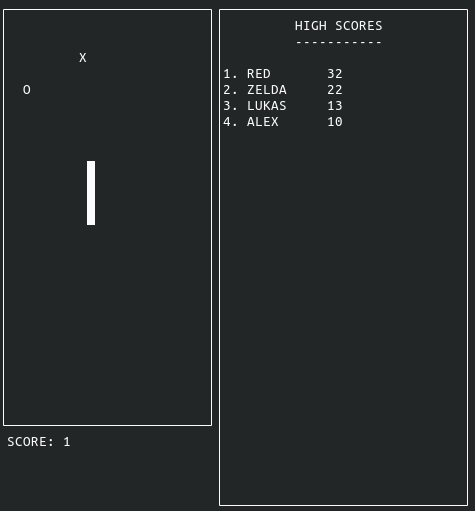 X
O
SCORE: 1
HIGH SCORES
-----------
1. RED 32
2. ZELDA 22
3. LUKAS 13
4. ALEX 10